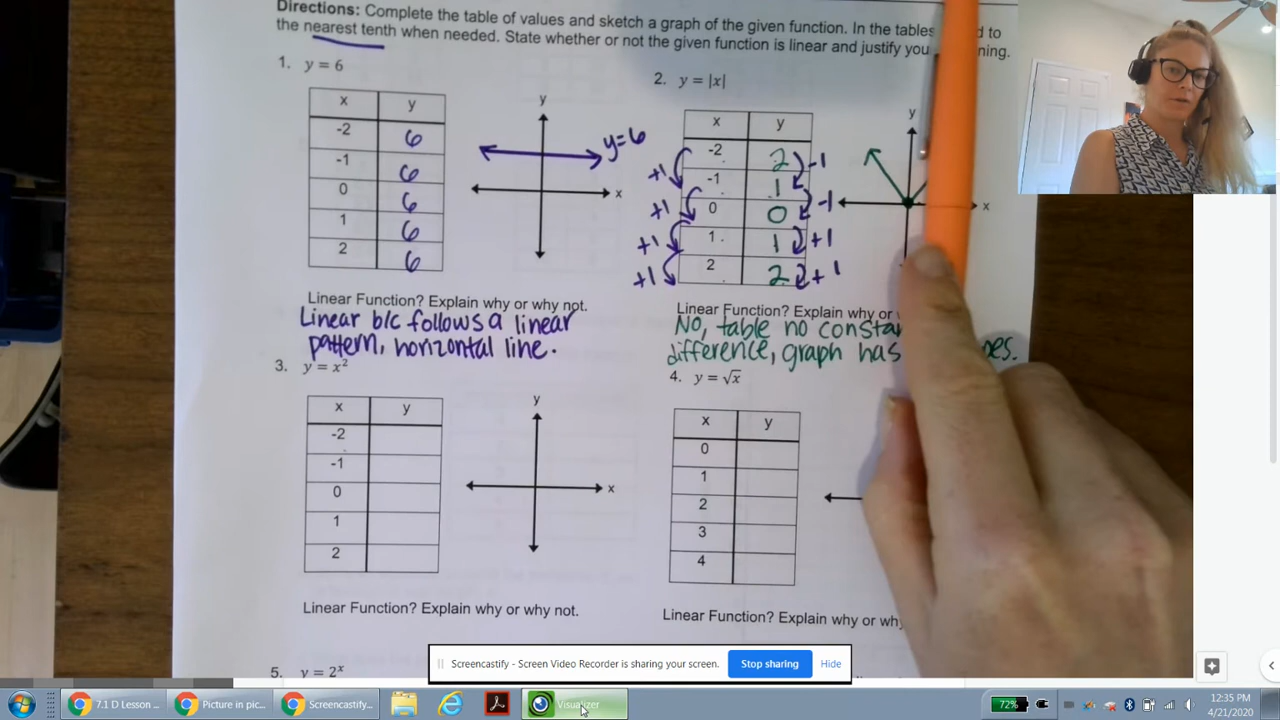 Directions: Complete the table of values and sketch a graph of the given function. In the tables d to
the nearest tenth when needed. State whether or not the given function is linear and justify you ning.
1. y = 6
x y
-2 6
-1 6
0 6
1 6
2 6
y
x
y=6
Linear Function? Explain why or why not.
Linear b/c follows a linear
pattern, horizontal line.
2. y = |x|
x y
-2 2
-1 1
0 0
1 1
2 2
+1
+1
+1
+1
-1
-1
+1
+1
y
x
Linear Function? Explain why or
No, table no consta
difference, graph has
3. y = x²
x y
-2
-1
0
1
2
y
x
Linear Function? Explain why or why not.
4. y = √x
x y
0
1
2
3
4
Linear Function? Explain why or why
5. y = 2ˣ
Screencastify - Screen Video Recorder is sharing your screen.
Stop sharing
Hide
7.1 D Lesson ...
Picture in pic...
Screencastify...
Visualizer
72%
12:35 PM
4/21/2020